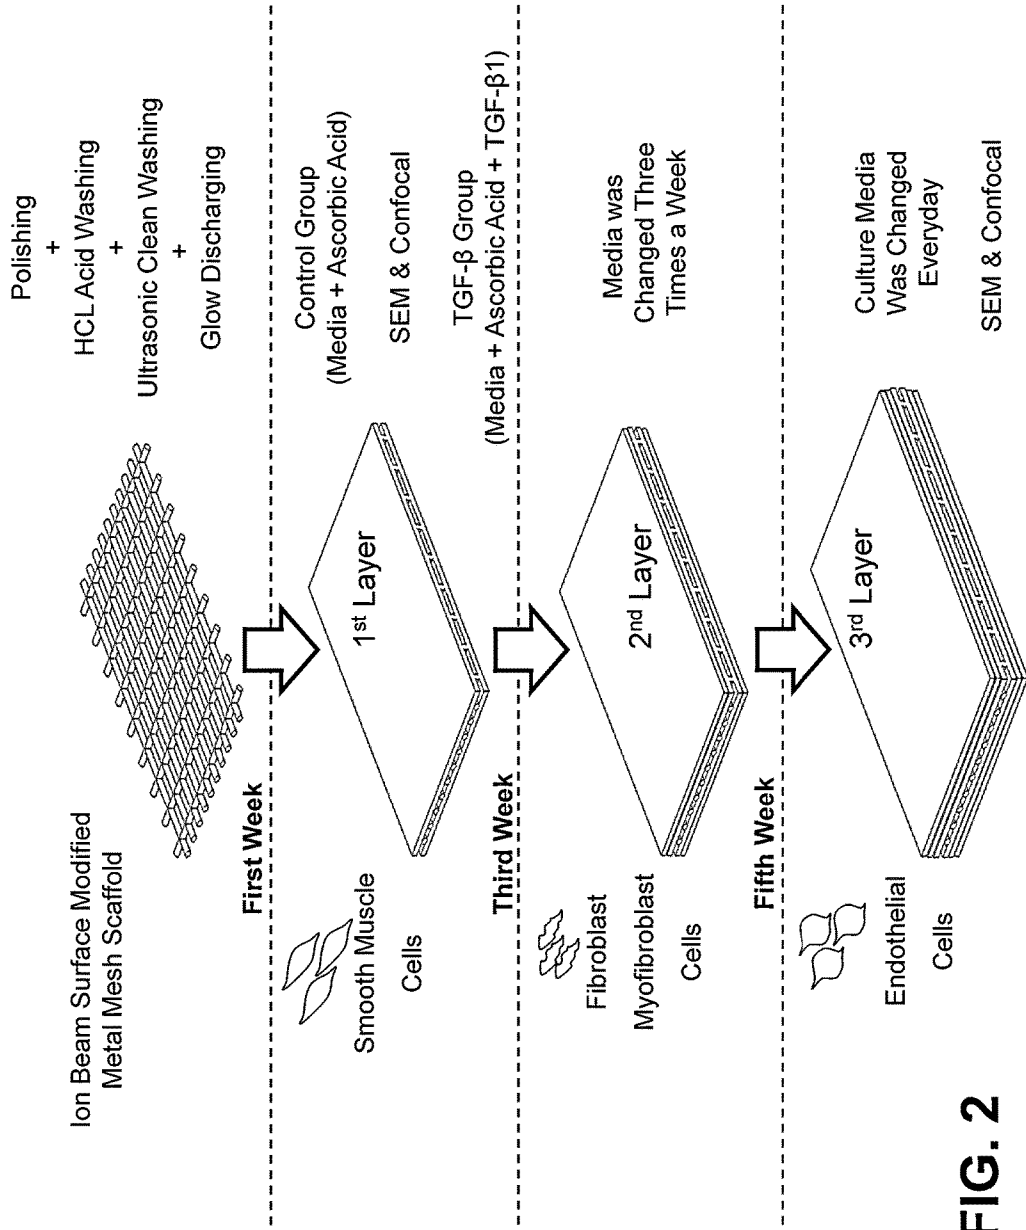 Ion Beam Surface Modified
Metal Mesh Scaffold
Polishing
+
HCL Acid Washing
+
Ultrasonic Clean Washing
+
Glow Discharging
First Week
Smooth Muscle
Cells
1st Layer
Control Group
(Media + Ascorbic Acid)
SEM & Confocal
TGF-β Group
(Media + Ascorbic Acid + TGF-β1)
Third Week
Fibroblast
Myofibroblast
Cells
2nd Layer
Media was
Changed Three
Times a Week
Fifth Week
Endothelial
Cells
3rd Layer
Culture Media
Was Changed
Everyday
SEM & Confocal
FIG. 2